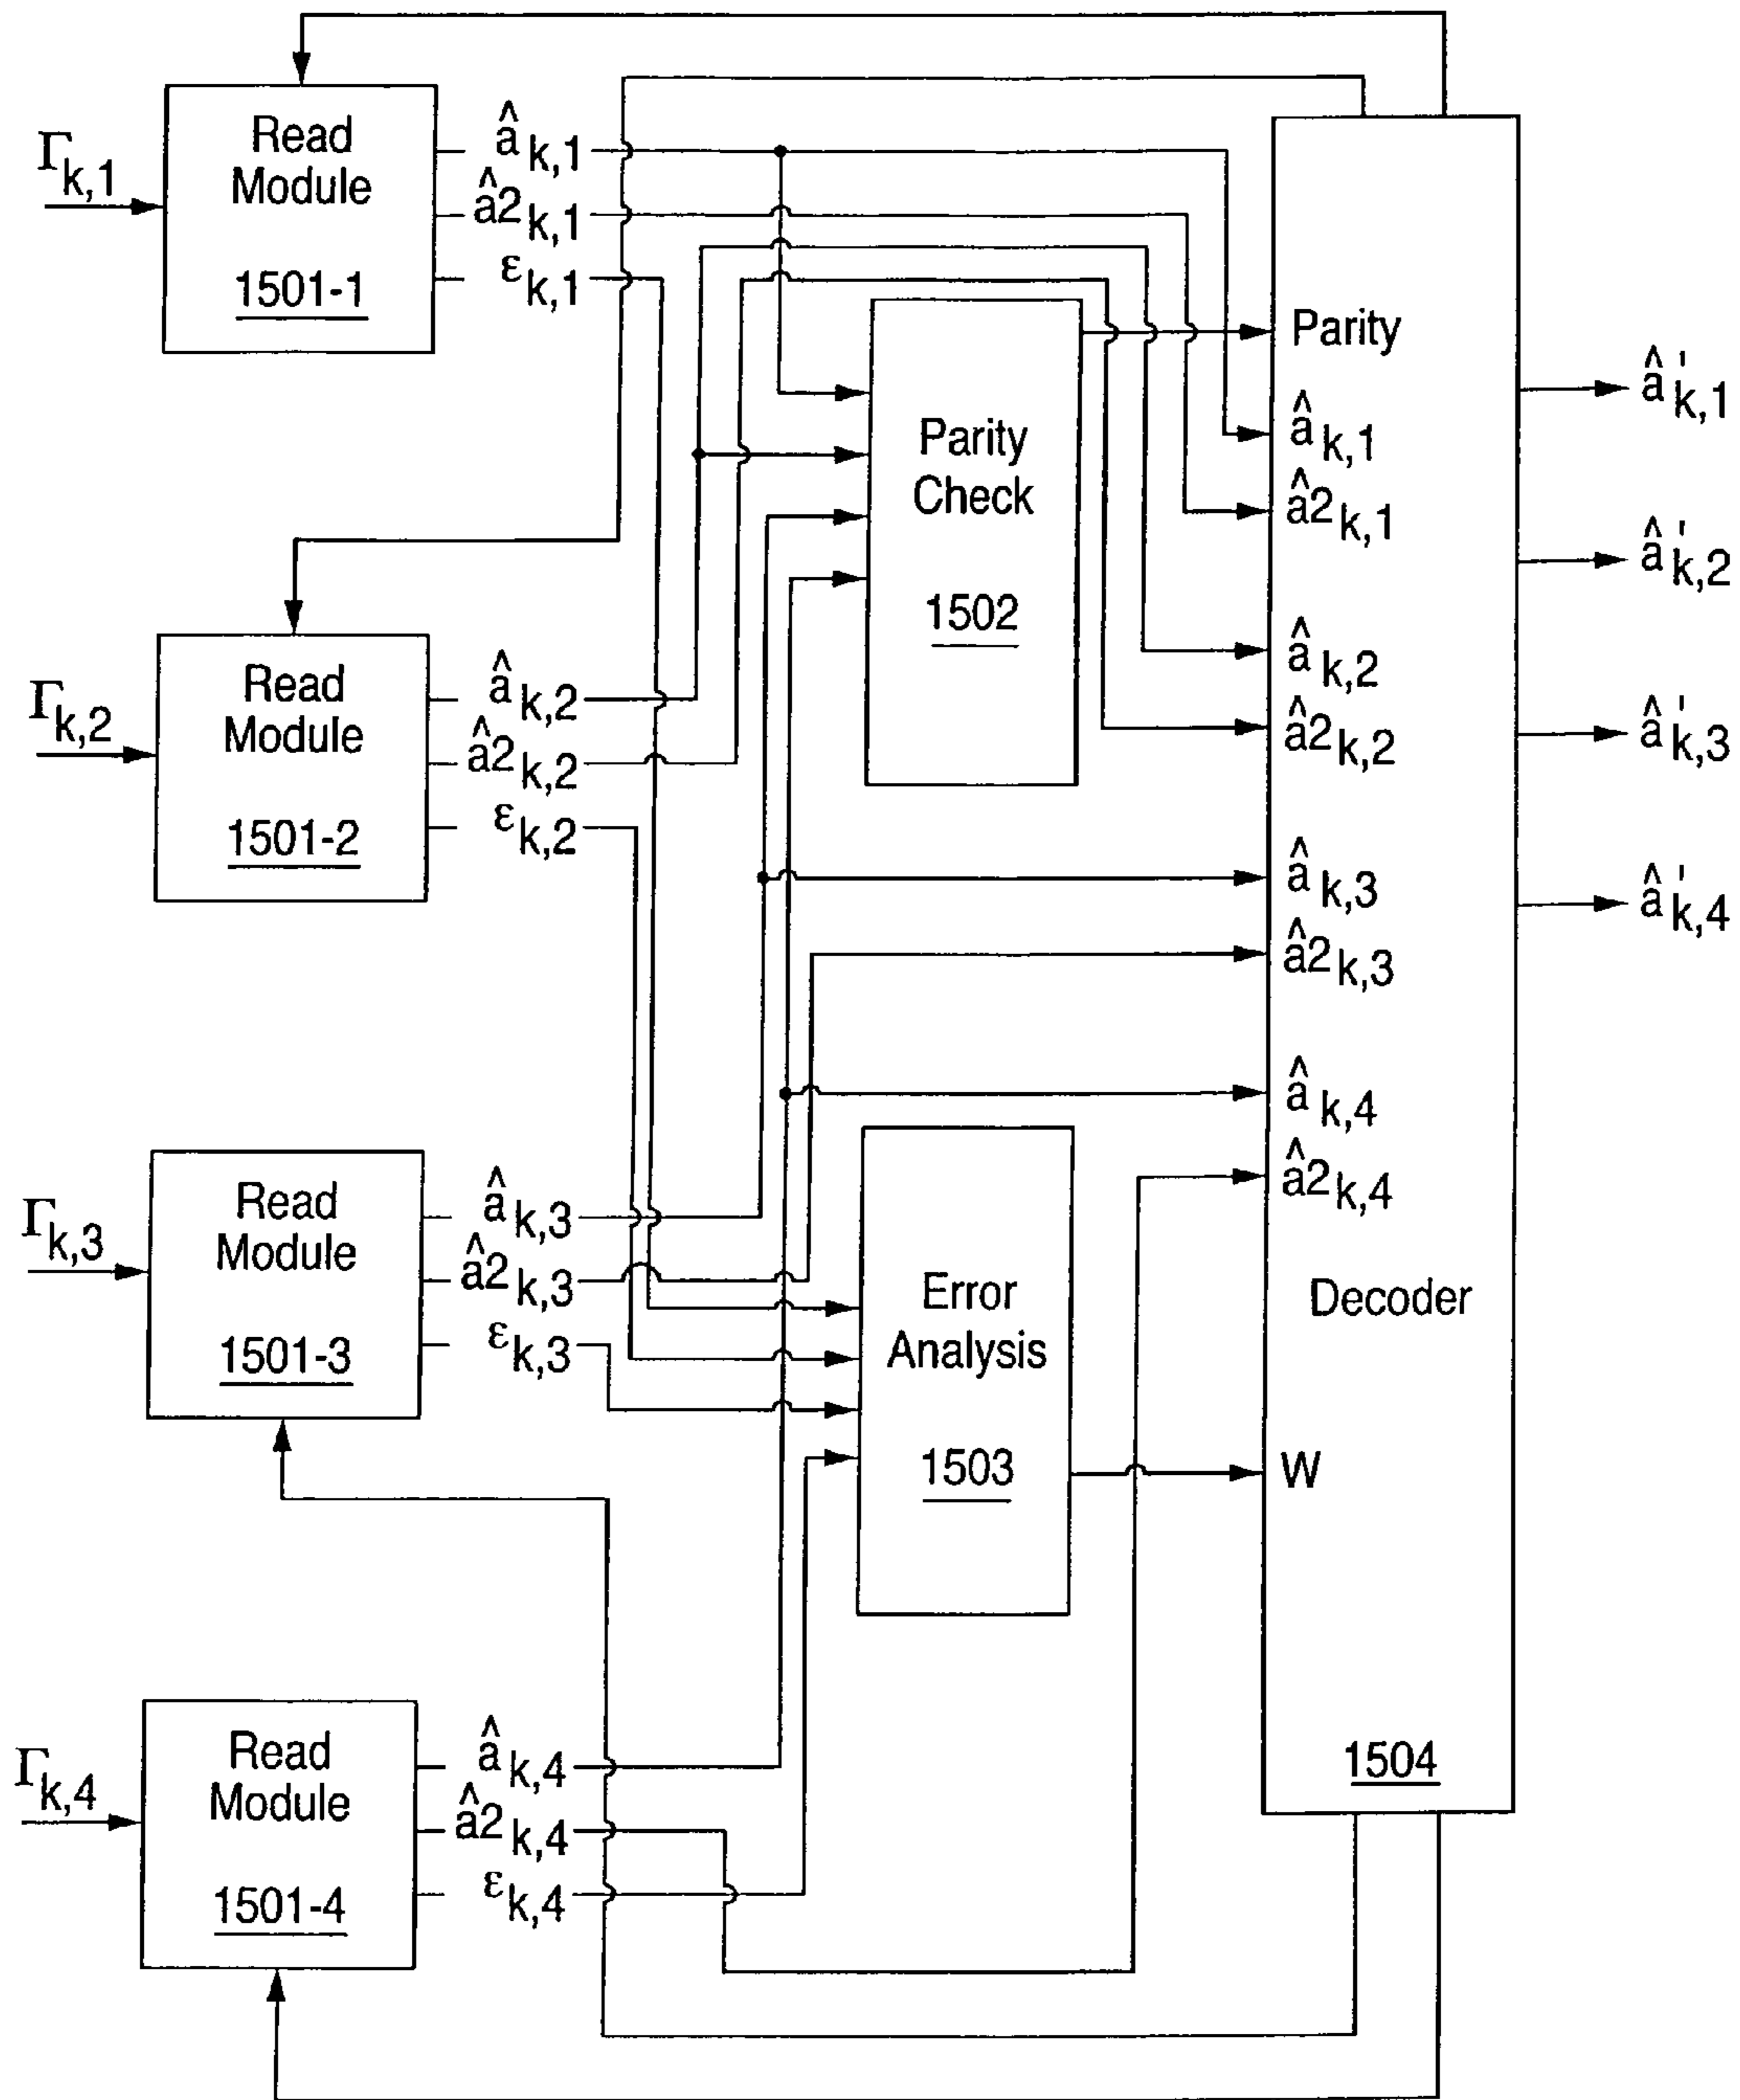 Γk,1
Read
Module
1501-1
âk,1
â2k,1
εk,1
Γk,2
Read
Module
1501-2
âk,2
â2k,2
εk,2
Γk,3
Read
Module
1501-3
âk,3
â2k,3
εk,3
Γk,4
Read
Module
1501-4
âk,4
â2k,4
εk,4
Parity
Check
1502
Error
Analysis
1503
Parity
âk,1
â2k,1
âk,2
â2k,2
âk,3
â2k,3
âk,4
â2k,4
Decoder
W
1504
â'k,1
â'k,2
â'k,3
â'k,4